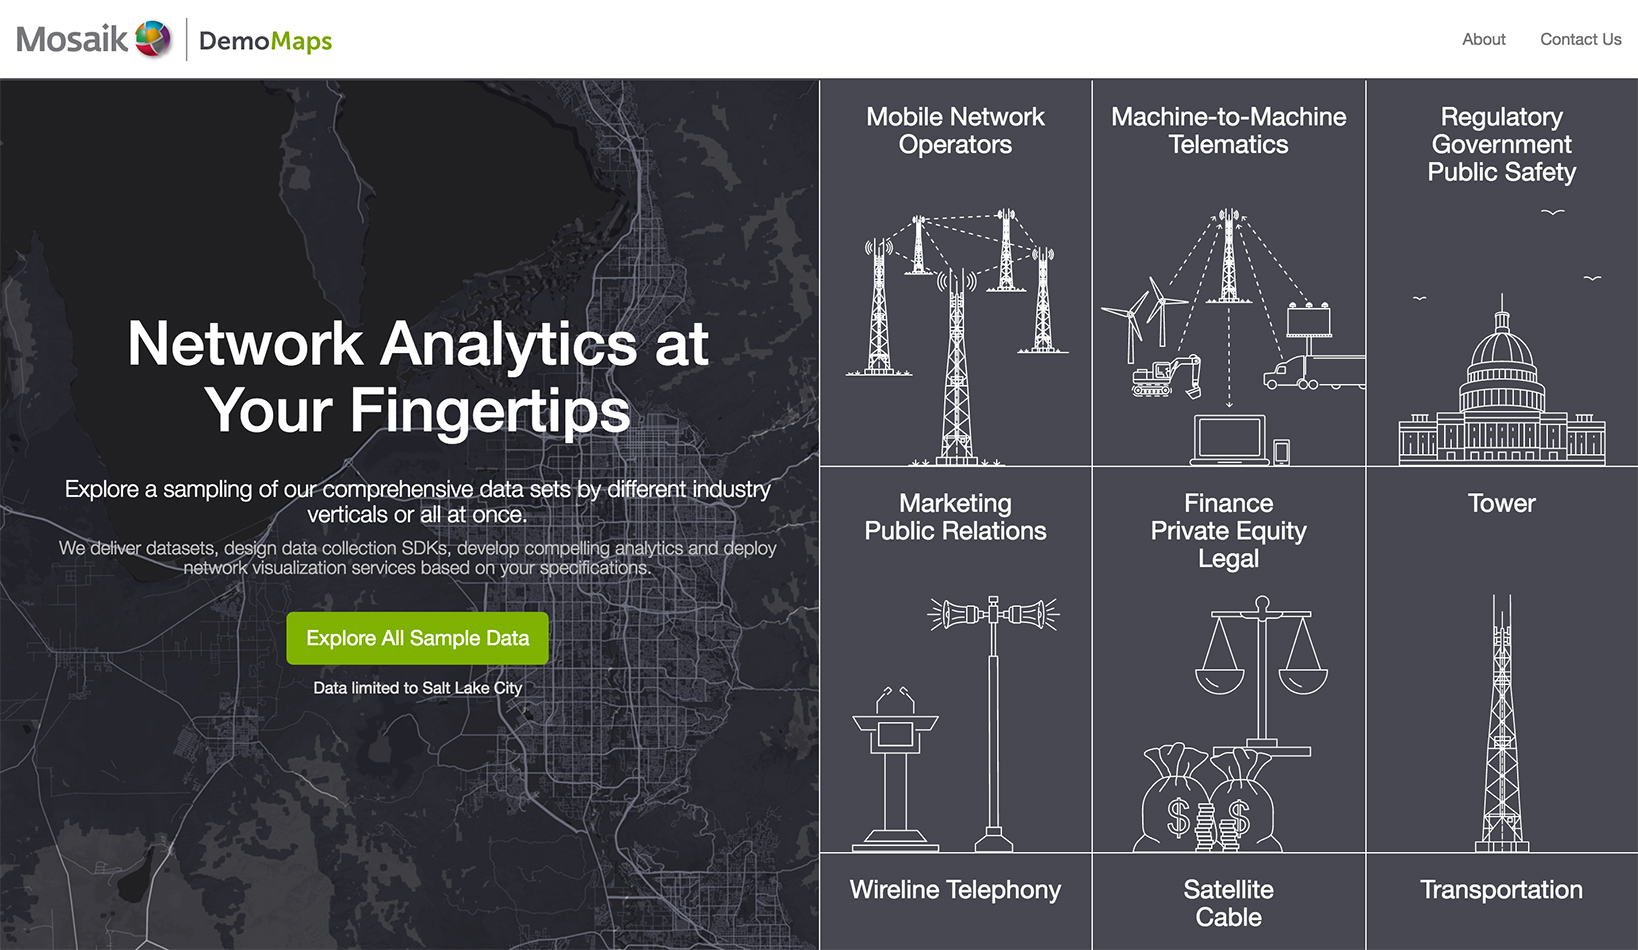 Mosaik
DemoMaps
About
Contact Us
Network Analytics at
Your Fingertips
Explore a sampling of our comprehensive data sets by different industry
verticals or all at once.
We deliver datasets, design data collection SDKs, develop compelling analytics and deploy
network visualization services based on your specifications.
Explore All Sample Data
Data limited to Salt Lake City
Mobile Network
Operators
Machine-to-Machine
Telematics
Regulatory
Government
Public Safety
Marketing
Public Relations
Finance
Private Equity
Legal
$
$
Tower
Wireline Telephony
Satellite
Cable
Transportation